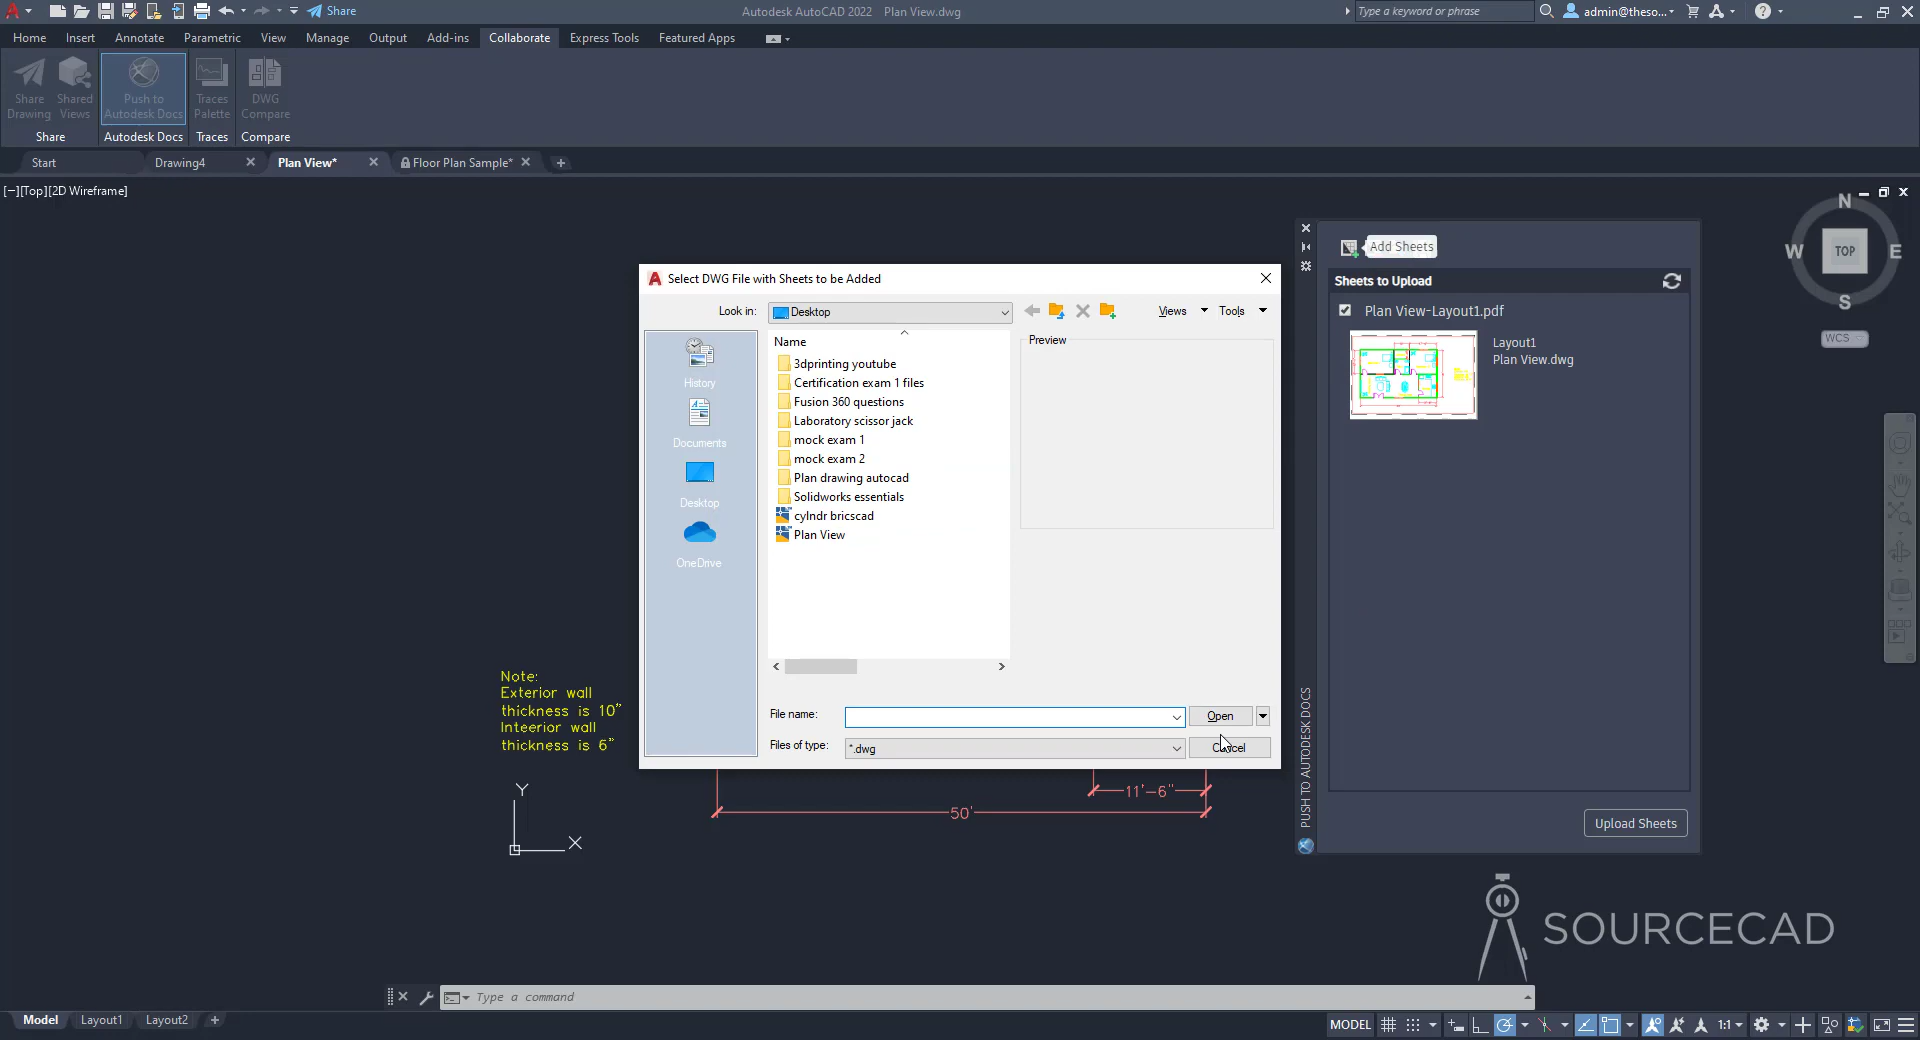 Share
Autodesk AutoCAD 2022 Plan View.dwg
Type a keyword or phrase
admin@theso...
Home Insert Annotate Parametric View Manage Output Add-ins Collaborate Express Tools Featured Apps
Share Drawing
Shared Views
Push to Autodesk Docs
Traces Palette
DWG Compare
Share Autodesk Docs Traces Compare
Start Drawing4 Plan View* Floor Plan Sample*
[−][Top][2D Wireframe]
N
W TOP E
S
WCS
Add Sheets
Sheets to Upload
Plan View-Layout1.pdf
Layout1
Plan View.dwg
Upload Sheets
PUSH TO AUTODESK DOCS
Select DWG File with Sheets to be Added
Look in: Desktop Views Tools
History
Documents
Desktop
OneDrive
Name
3dprinting youtube
Certification exam 1 files
Fusion 360 questions
Laboratory scissor jack
mock exam 1
mock exam 2
Plan drawing autocad
Solidworks essentials
cylndr bricscad
Plan View
Preview
File name: Open
Files of type: *.dwg Cancel
Note:
Exterior wall
thickness is 10"
Inteerior wall
thickness is 6"
Y
X
11'-6"
50'
SOURCECAD
Type a command
Model Layout1 Layout2
MODEL 1:1